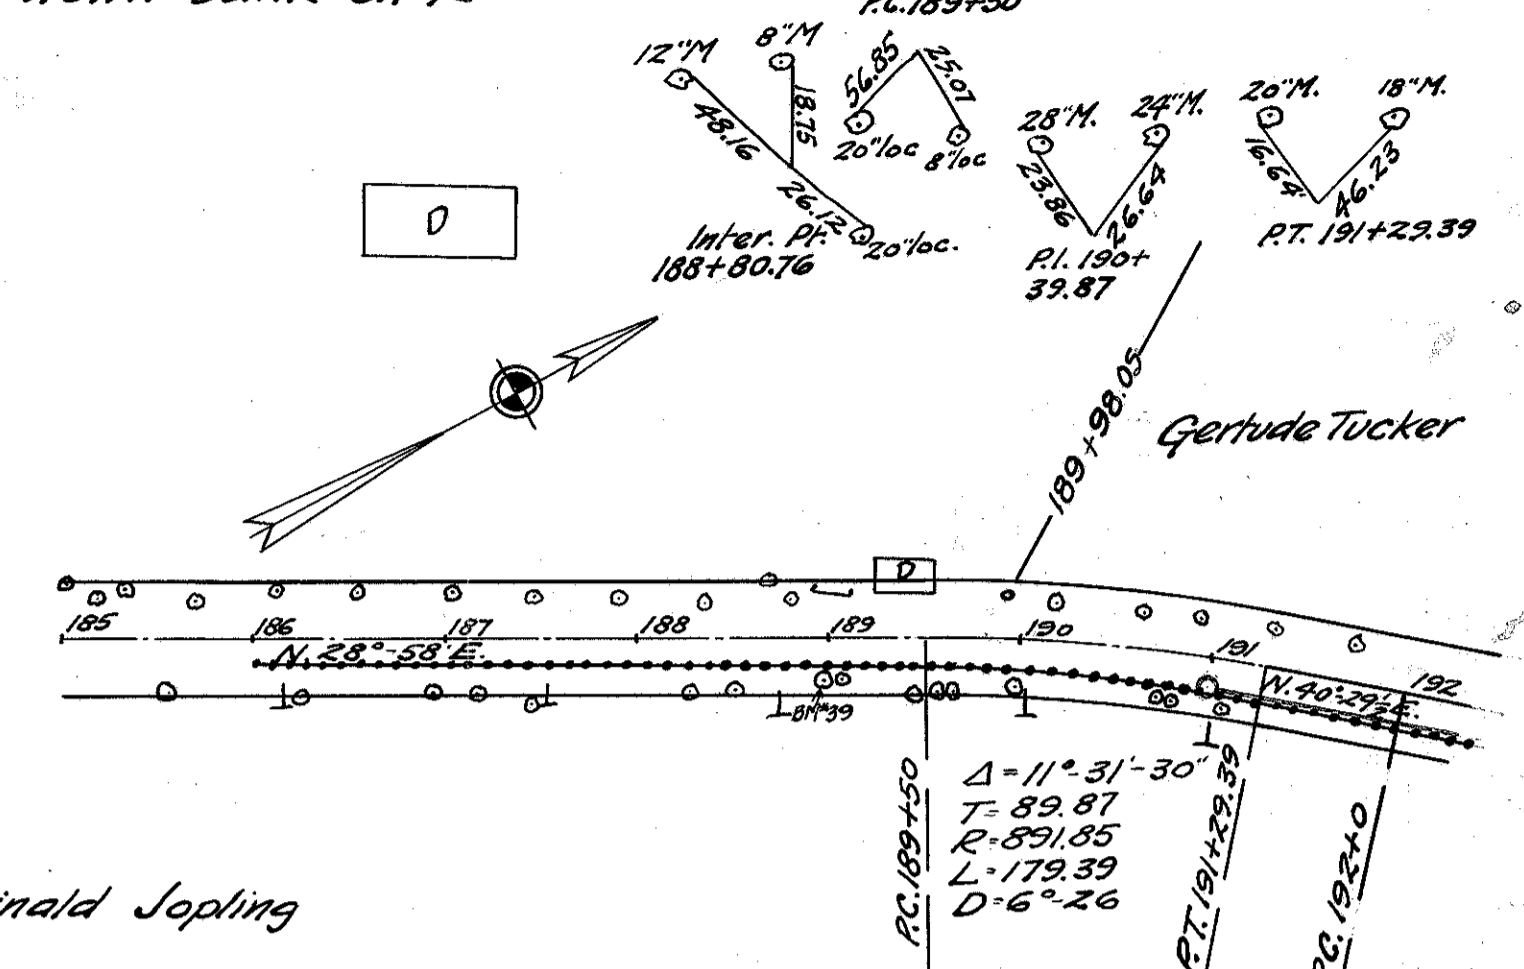 P.C. 189+50
12"M
8"M
48.16
18.75
26.12
20"loc.
Inter. Pt.
188+80.76
56.85
25.07
20"loc
8"loc
28"M.
24"M.
23.86
26.64
P.I. 190+
39.87
20"M.
18"M.
16.64
46.23
P.T. 191+29.39
D
189+98.05
Gertude Tucker
D
185
186
187
188
189
190
191
192
N. 28°-58'E.
N. 40°-29½'E.
BM#39
Δ=11°-31'-30"
T=89.87
R=891.85
L=179.39
D=6°-26
P.C. 189+50
P.T. 191+29.39
P.C. 192+0
Jopling